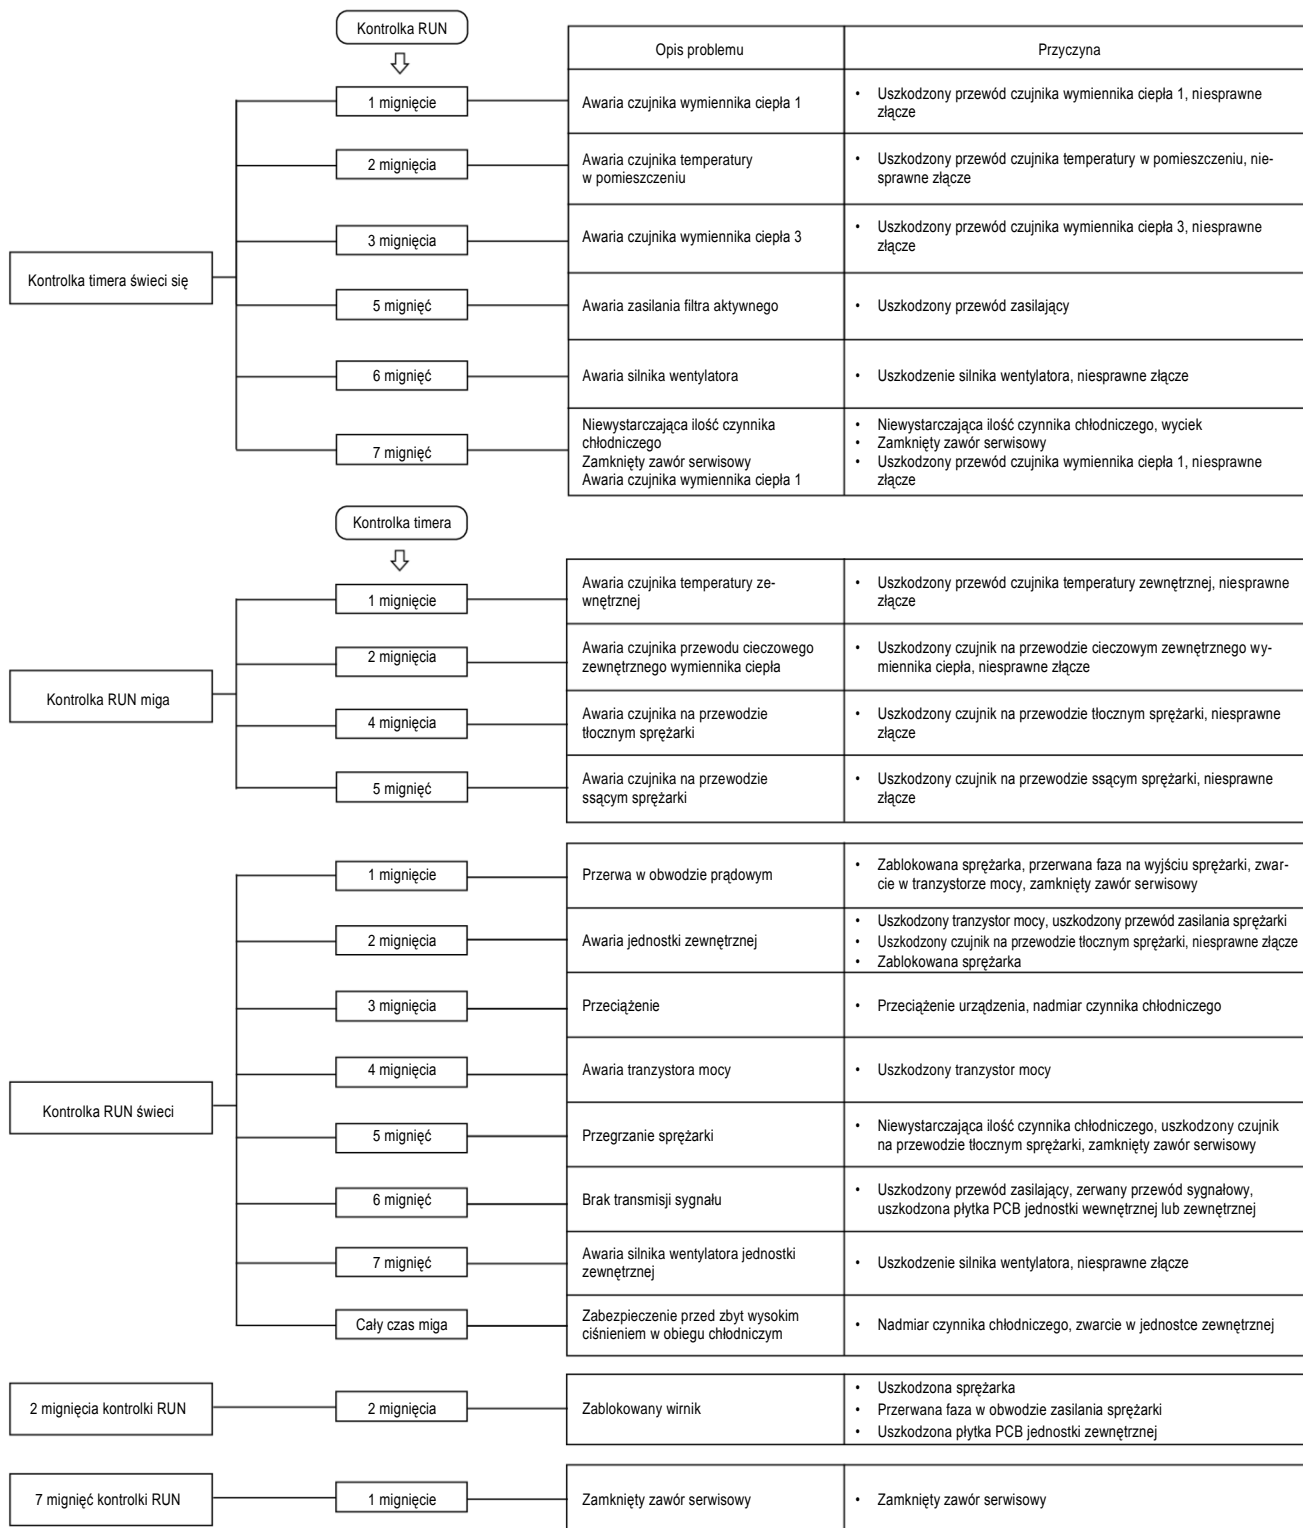 Kontrolka RUN
Opis problemu
Przyczyna
Kontrolka timera świeci się
1 mignięcie
Awaria czujnika wymiennika ciepła 1
• Uszkodzony przewód czujnika wymiennika ciepła 1, niesprawne
złącze
2 mignięcia
Awaria czujnika temperatury
w pomieszczeniu
• Uszkodzony przewód czujnika temperatury w pomieszczeniu, nie-
sprawne złącze
3 mignięcia
Awaria czujnika wymiennika ciepła 3
• Uszkodzony przewód czujnika wymiennika ciepła 3, niesprawne
złącze
5 mignięć
Awaria zasilania filtra aktywnego
• Uszkodzony przewód zasilający
6 mignięć
Awaria silnika wentylatora
• Uszkodzenie silnika wentylatora, niesprawne złącze
7 mignięć
Niewystarczająca ilość czynnika
chłodniczego
Zamknięty zawór serwisowy
Awaria czujnika wymiennika ciepła 1
• Niewystarczająca ilość czynnika chłodniczego, wyciek
• Zamknięty zawór serwisowy
• Uszkodzony przewód czujnika wymiennika ciepła 1, niesprawne
złącze
Kontrolka timera
Kontrolka RUN miga
1 mignięcie
Awaria czujnika temperatury ze-
wnętrznej
• Uszkodzony przewód czujnika temperatury zewnętrznej, niesprawne
złącze
2 mignięcia
Awaria czujnika przewodu cieczowego
zewnętrznego wymiennika ciepła
• Uszkodzony czujnik na przewodzie cieczowym zewnętrznego wy-
miennika ciepła, niesprawne złącze
4 mignięcia
Awaria czujnika na przewodzie
tłocznym sprężarki
• Uszkodzony czujnik na przewodzie tłocznym sprężarki, niesprawne
złącze
5 mignięć
Awaria czujnika na przewodzie
ssącym sprężarki
• Uszkodzony czujnik na przewodzie ssącym sprężarki, niesprawne
złącze
Kontrolka RUN świeci
1 mignięcie
Przerwa w obwodzie prądowym
• Zablokowana sprężarka, przerwana faza na wyjściu sprężarki, zwar-
cie w tranzystorze mocy, zamknięty zawór serwisowy
2 mignięcia
Awaria jednostki zewnętrznej
• Uszkodzony tranzystor mocy, uszkodzony przewód zasilania sprężarki
• Uszkodzony czujnik na przewodzie tłocznym sprężarki, niesprawne złącze
• Zablokowana sprężarka
3 mignięcia
Przeciążenie
• Przeciążenie urządzenia, nadmiar czynnika chłodniczego
4 mignięcia
Awaria tranzystora mocy
• Uszkodzony tranzystor mocy
5 mignięć
Przegrzanie sprężarki
• Niewystarczająca ilość czynnika chłodniczego, uszkodzony czujnik
na przewodzie tłocznym sprężarki, zamknięty zawór serwisowy
6 mignięć
Brak transmisji sygnału
• Uszkodzony przewód zasilający, zerwany przewód sygnałowy,
uszkodzona płytka PCB jednostki wewnętrznej lub zewnętrznej
7 mignięć
Awaria silnika wentylatora jednostki
zewnętrznej
• Uszkodzenie silnika wentylatora, niesprawne złącze
Cały czas miga
Zabezpieczenie przed zbyt wysokim
ciśnieniem w obiegu chłodniczym
• Nadmiar czynnika chłodniczego, zwarcie w jednostce zewnętrznej
2 mignięcia kontrolki RUN
2 mignięcia
Zablokowany wirnik
• Uszkodzona sprężarka
• Przerwana faza w obwodzie zasilania sprężarki
• Uszkodzona płytka PCB jednostki zewnętrznej
7 mignięć kontrolki RUN
1 mignięcie
Zamknięty zawór serwisowy
• Zamknięty zawór serwisowy